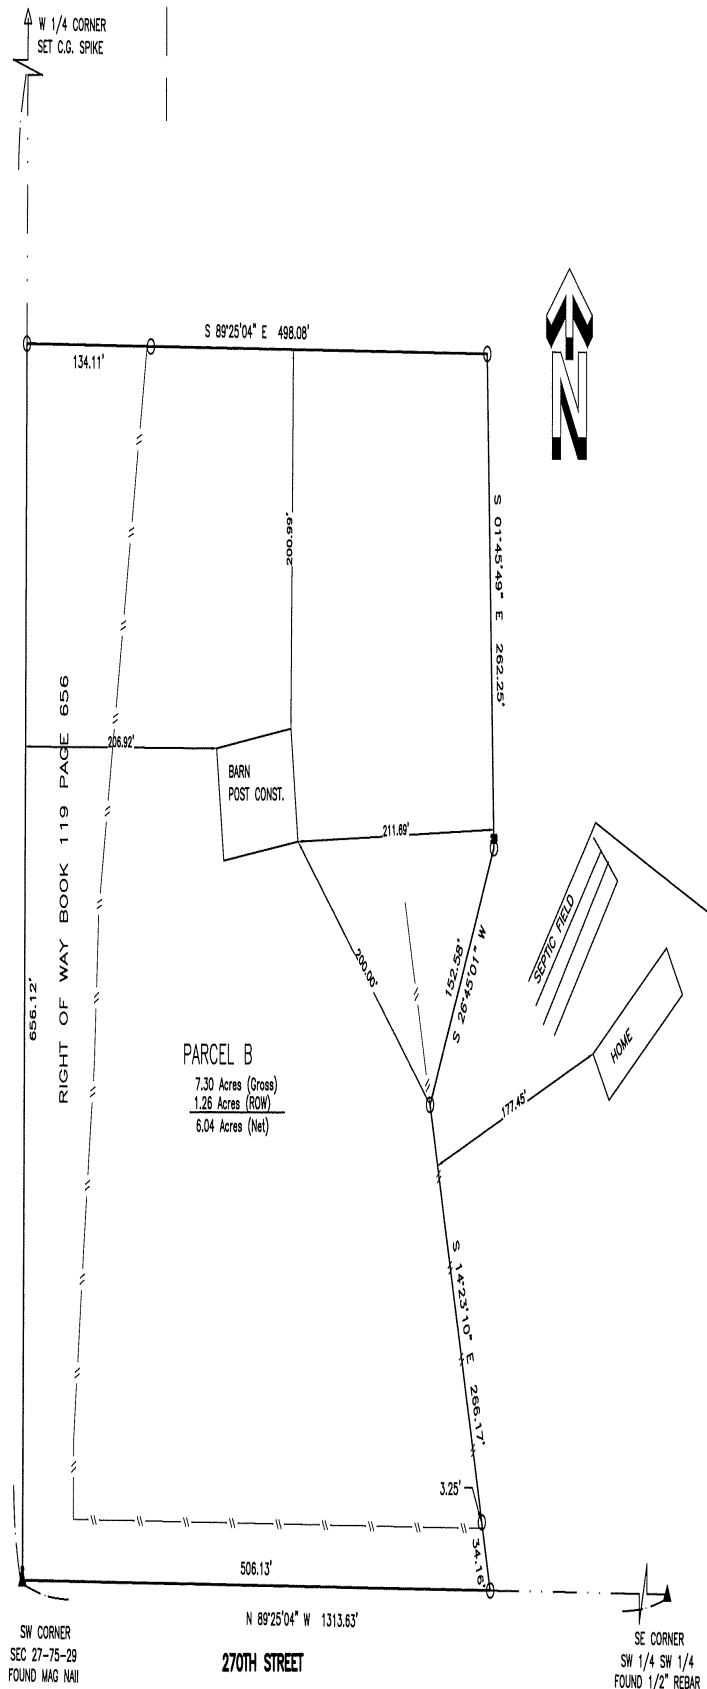 W 1/4 CORNER
SET C.G. SPIKE
S 89°25'04" E 498.08'
134.11'
N
S 01°45'49" E 262.25'
200.99'
RIGHT OF WAY BOOK 119 PAGE 656
206.92'
BARN
POST CONST.
211.89'
SEPTIC FIELD
200.00'
152.58'
S 26°45'01" W
656.12'
HOME
PARCEL B
7.30 Acres (Gross)
1.26 Acres (ROW)
6.04 Acres (Net)
177.45'
S 14°23'10" E 266.17'
3.25'
34.16'
506.13'
N 89°25'04" W 1313.63'
SW CORNER
SEC 27-75-29
FOUND MAG NAIl
270TH STREET
SE CORNER
SW 1/4 SW 1/4
FOUND 1/2" REBAR